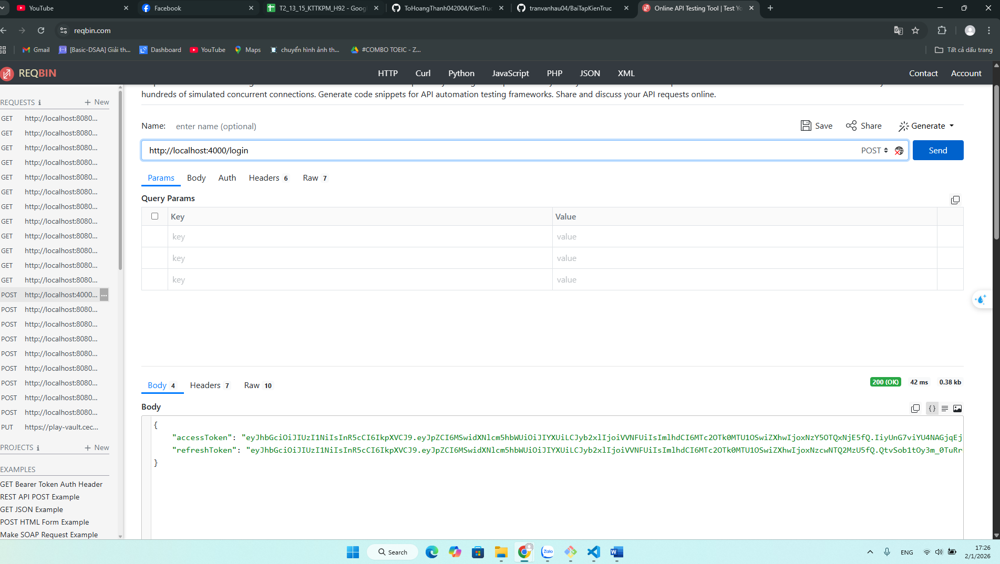 YouTube
Facebook
T2_13_15_KTTKPM_H92 - Goog
ToHoangThanh042004/KienTruc
tranvanhau04/BaiTapKienTruc
Online API Testing Tool | Test Yo
reqbin.com
Gmail
[Basic-DSAA] Giải th...
Dashboard
YouTube
Maps
chuyển hình ảnh th...
#COMBO TOEIC - Z...
Tất cả dấu trang
REQBIN
HTTP
Curl
Python
JavaScript
PHP
JSON
XML
Contact
Account
REQUESTS
+ New
GET http://localhost:8080...
GET http://localhost:8080...
GET http://localhost:8080...
GET http://localhost:8080...
GET http://localhost:8080...
GET http://localhost:8080...
GET http://localhost:8080...
GET http://localhost:8080...
GET http://localhost:8080...
GET http://localhost:8080...
GET http://localhost:8080...
GET http://localhost:8080...
POST http://localhost:4000... ...
POST http://localhost:8080...
POST http://localhost:8080...
POST http://localhost:8080...
POST http://localhost:8080...
POST http://localhost:8080...
POST http://localhost:8080...
POST http://localhost:8080...
POST http://localhost:8080...
PUT https://play-vault.cec...
PROJECTS
+ New
EXAMPLES
GET Bearer Token Auth Header
REST API POST Example
GET JSON Example
POST HTML Form Example
Make SOAP Request Example
hundreds of simulated concurrent connections. Generate code snippets for API automation testing frameworks. Share and discuss your API requests online.
Name: enter name (optional)
Save
Share
Generate
http://localhost:4000/login
POST
Send
Params
Body
Auth
Headers 6
Raw 7
Query Params
Key Value
key value
key value
key value
Body 4
Headers 7
Raw 10
200 (OK)
42 ms
0.38 kb
Body
{
"accessToken": "eyJhbGciOiJIUzI1NiIsInR5cCI6IkpXVCJ9.eyJpZCI6MSwidXNlcm5hbWUiOiJIYXUiLCJyb2xlIjoiVVNFUiIsImlhdCI6MTc2OTk0MTU1OSwiZXhwIjoxNzY5OTQxNjE5fQ.IiyUnG7viYU4NAGjqEj
"refreshToken": "eyJhbGciOiJIUzI1NiIsInR5cCI6IkpXVCJ9.eyJpZCI6MSwidXNlcm5hbWUiOiJIYXUiLCJyb2xlIjoiVVNFUiIsImlhdCI6MTc2OTk0MTU1OSwiZXhwIjoxNzcwNTQ2MzU5fQ.QtvSob1tOy3m_0TuRr
}
Search
Zalo
ENG
17:26
2/1/2026